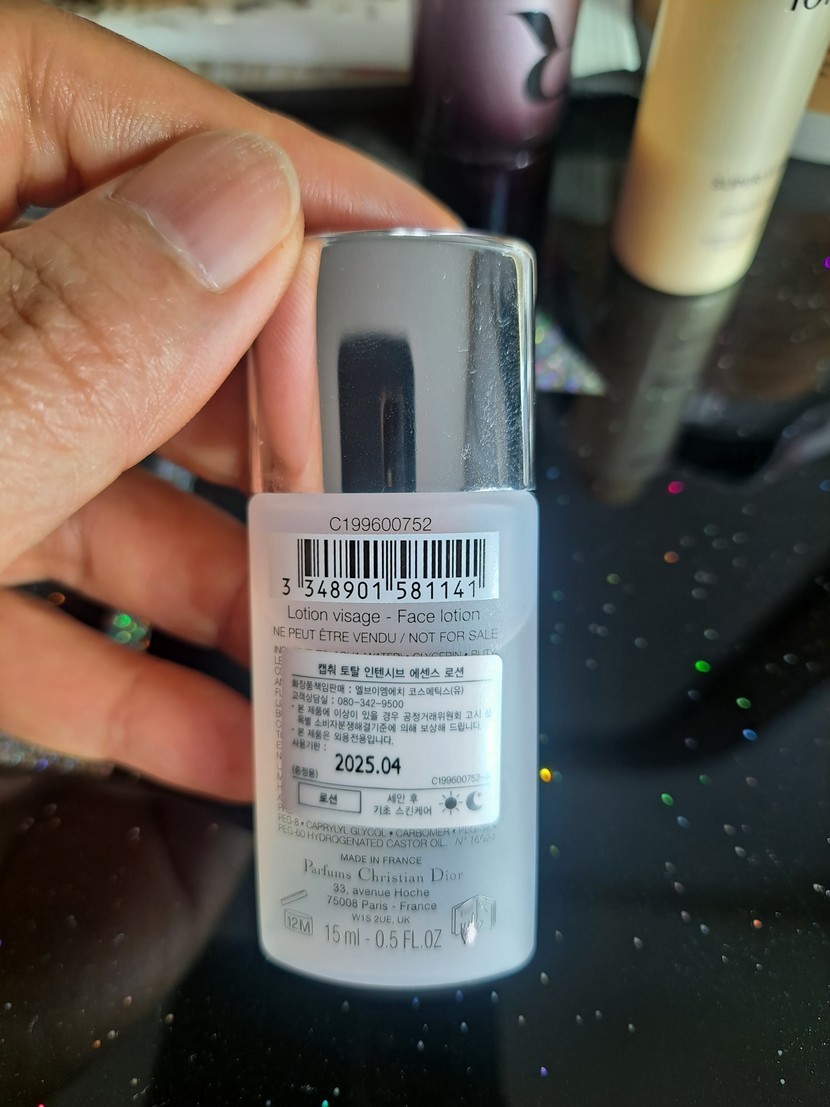 C199600752
3 348901 581141
Lotion visage - Face lotion
NE PEUT ÊTRE VENDU / NOT FOR SALE
캡춰 토탈 인텐시브 에센스 로션
화장품책임판매 : 엘브이엠에치 코스메틱스(유)
고객상담실 : 080-342-9500
- 본 제품에 이상이 있을 경우 공정거래위원회 고시 품
목별 소비자분쟁해결기준에 의해 보상해 드립니다.
- 본 제품은 외용전용입니다.
사용기한 :
2025.04
(증정용)
C199600752
로션
세안 후
기초 스킨케어
PEG-8 • CAPRYLYL GLYCOL • CARBOMER •
PEG-60 HYDROGENATED CASTOR OIL.
MADE IN FRANCE
Parfums Christian Dior
33, avenue Hoche
75008 Paris - France
W1S 2UE, UK
12M
15 ml - 0.5 FL.OZ